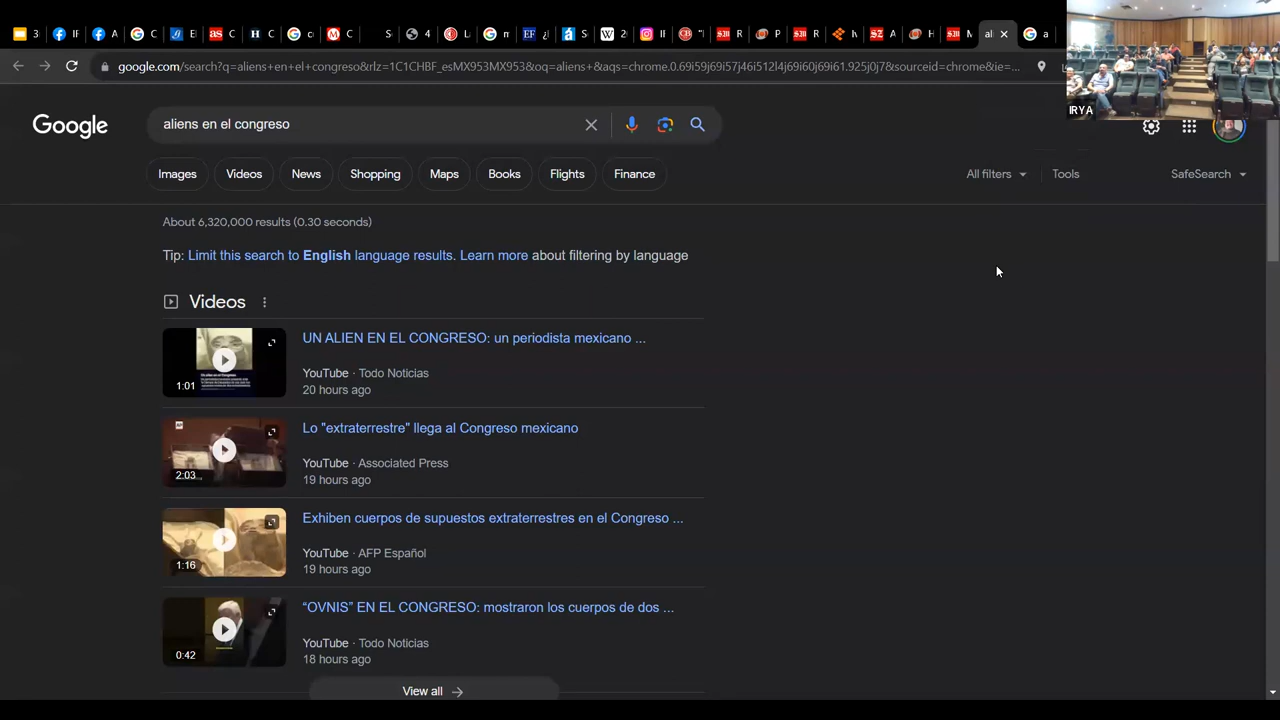 google.com/search?q=aliens+en+el+congreso&rlz=1C1CHBF_esMX953MX953&oq=aliens+&aqs=chrome.0.69i59j69i57j46i512l4j69i60j69i61.925j0j7&sourceid=chrome&ie=...
IRYA
Google
aliens en el congreso
Images
Videos
News
Shopping
Maps
Books
Flights
Finance
All filters
Tools
SafeSearch
About 6,320,000 results (0.30 seconds)
Tip: Limit this search to English language results. Learn more about filtering by language
Videos
UN ALIEN EN EL CONGRESO: un periodista mexicano ...
YouTube · Todo Noticias
1:01
20 hours ago
Lo "extraterrestre" llega al Congreso mexicano
AP
YouTube · Associated Press
2:03
19 hours ago
Exhiben cuerpos de supuestos extraterrestres en el Congreso ...
YouTube · AFP Español
1:16
19 hours ago
“OVNIS” EN EL CONGRESO: mostraron los cuerpos de dos ...
YouTube · Todo Noticias
0:42
18 hours ago
View all